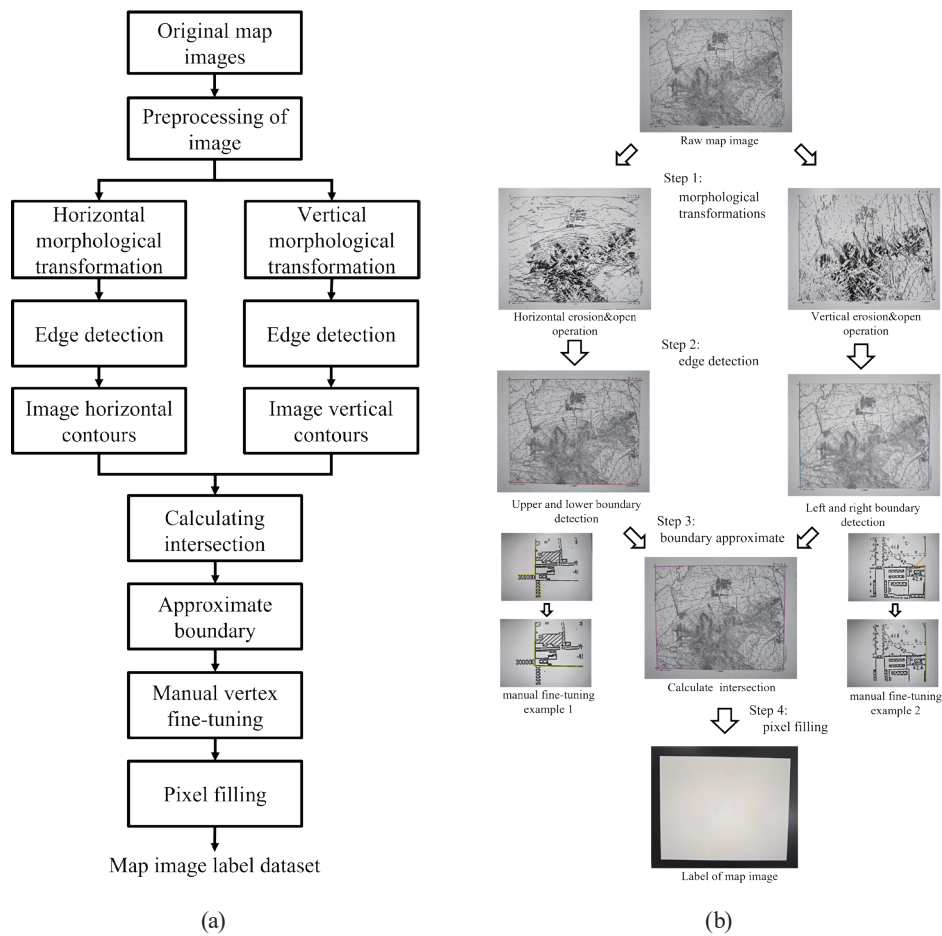 Original map
images
Preprocessing of
image
Horizontal
morphological
transformation
Vertical
morphological
transformation
Edge detection
Edge detection
Image horizontal
contours
Image vertical
contours
Calculating
intersection
Approximate
boundary
Manual vertex
fine-tuning
Pixel filling
Map image label dataset
(a)
Raw map image
Step 1:
morphological
transformations
Horizontal erosion&open
operation
Vertical erosion&open
operation
Step 2:
edge detection
Upper and lower boundary
detection
Left and right boundary
detection
Step 3:
boundary approximate
300000
300000
manual fine-tuning
example 1
Calculate intersection
manual fine-tuning
example 2
Step 4:
pixel filling
Label of map image
(b)